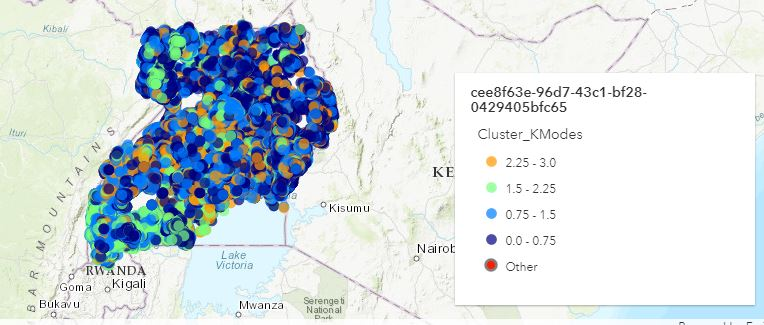 Kibali
Ituri
BAR MOUNTAINS
RWANDA
Goma
Kigali
Bukavu
Kisumu
Lake
Victoria
Mwanza
Serengeti
National
Park
KE
Nairob
cee8f63e-96d7-43c1-bf28-
0429405bfc65
Cluster_KModes
2.25 - 3.0
1.5 - 2.25
0.75 - 1.5
0.0 - 0.75
Other